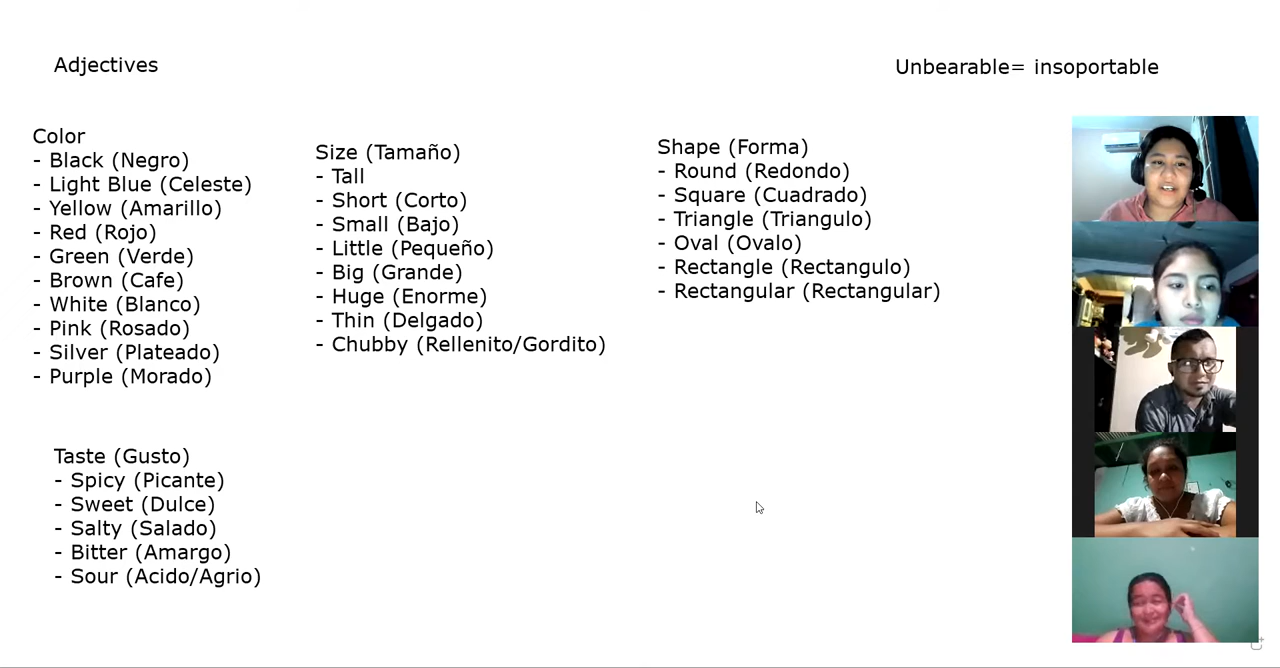 Adjectives
Unbearable= insoportable
Color
- Black (Negro)
- Light Blue (Celeste)
- Yellow (Amarillo)
- Red (Rojo)
- Green (Verde)
- Brown (Cafe)
- White (Blanco)
- Pink (Rosado)
- Silver (Plateado)
- Purple (Morado)
Size (Tamaño)
- Tall
- Short (Corto)
- Small (Bajo)
- Little (Pequeño)
- Big (Grande)
- Huge (Enorme)
- Thin (Delgado)
- Chubby (Rellenito/Gordito)
Shape (Forma)
- Round (Redondo)
- Square (Cuadrado)
- Triangle (Triangulo)
- Oval (Ovalo)
- Rectangle (Rectangulo)
- Rectangular (Rectangular)
Taste (Gusto)
- Spicy (Picante)
- Sweet (Dulce)
- Salty (Salado)
- Bitter (Amargo)
- Sour (Acido/Agrio)